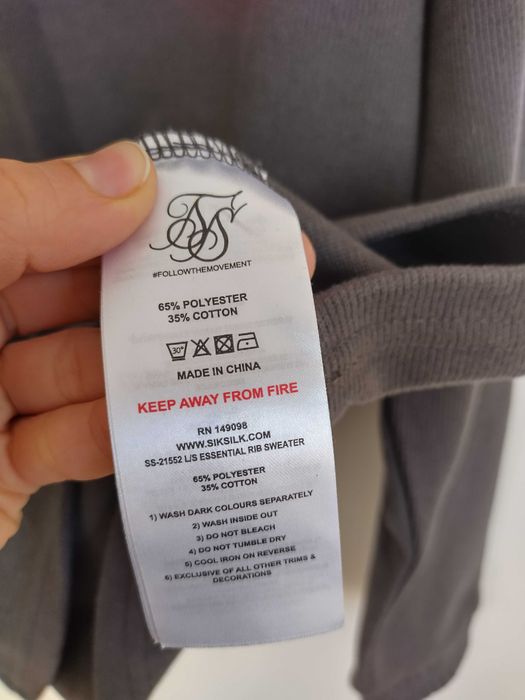 #FOLLOWTHEMOVEMENT
65% POLYESTER
35% COTTON
30°
MADE IN CHINA
KEEP AWAY FROM FIRE
RN 149098
WWW.SIKSILK.COM
SS-21552 L/S ESSENTIAL RIB SWEATER
65% POLYESTER
35% COTTON
1) WASH DARK COLOURS SEPARATELY
2) WASH INSIDE OUT
3) DO NOT BLEACH
4) DO NOT TUMBLE DRY
5) COOL IRON ON REVERSE
6) EXCLUSIVE OF ALL OTHER TRIMS &
DECORATIONS